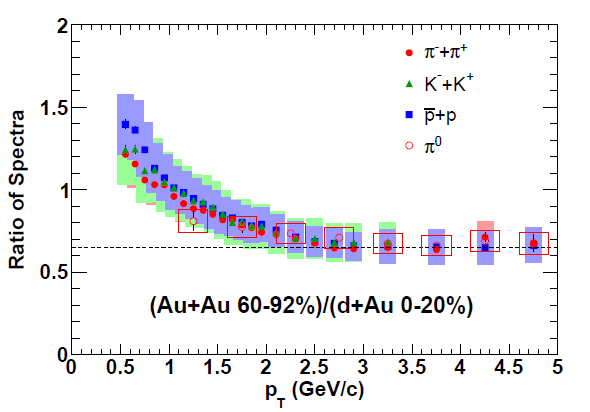 2
1.5
1
0.5
0
Ratio of Spectra
π⁻+π⁺
K⁻+K⁺
p̅+p
π⁰
(Au+Au 60-92%)/(d+Au 0-20%)
0 0.5 1 1.5 2 2.5 3 3.5 4 4.5 5
p_T (GeV/c)